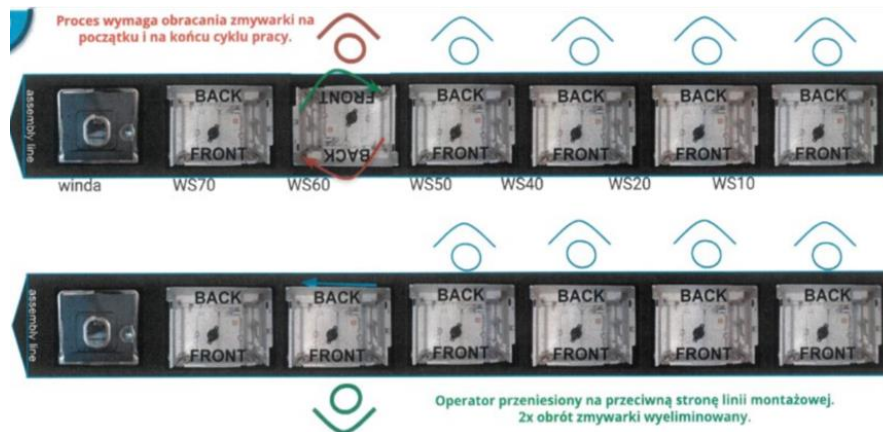 Proces wymaga obracania zmywarki na
początku i na końcu cyklu pracy.
assembly line
BACK
FRONT
FRONT
BACK
BACK
FRONT
BACK
FRONT
BACK
FRONT
BACK
FRONT
winda
WS70
WS60
WS50
WS40
WS20
WS10
assembly line
BACK
FRONT
BACK
FRONT
BACK
FRONT
BACK
FRONT
BACK
FRONT
BACK
FRONT
Operator przeniesiony na przeciwną stronę linii montażowej.
2x obrót zmywarki wyeliminowany.